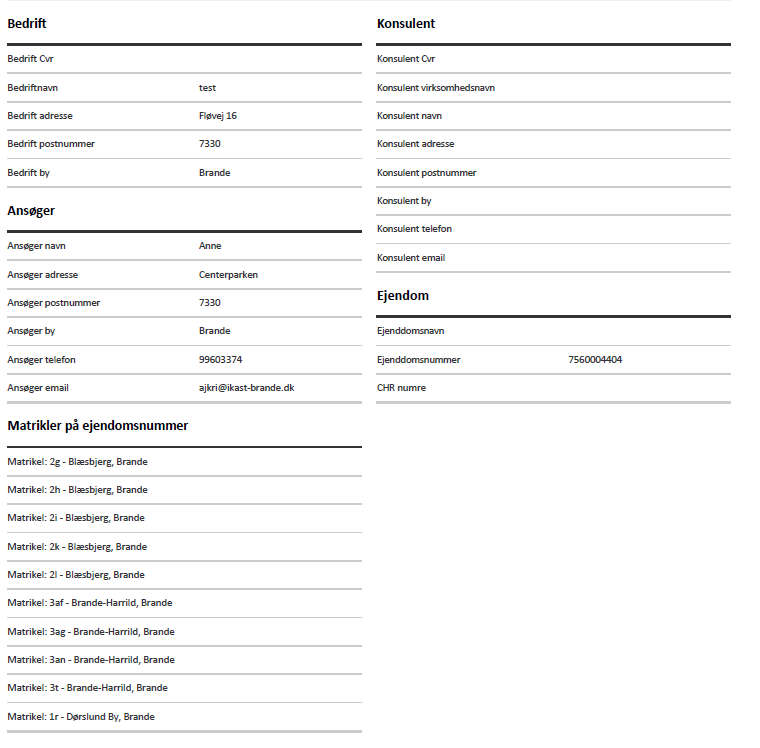 Bedrift
Bedrift Cvr
Bedriftnavn test
Bedrift adresse Fløvej 16
Bedrift postnummer 7330
Bedrift by Brande
Ansøger
Ansøger navn Anne
Ansøger adresse Centerparken
Ansøger postnummer 7330
Ansøger by Brande
Ansøger telefon 99603374
Ansøger email ajkri@ikast-brande.dk
Matrikler på ejendomsnummer
Matrikel: 2g - Blæsbjerg, Brande
Matrikel: 2h - Blæsbjerg, Brande
Matrikel: 2i - Blæsbjerg, Brande
Matrikel: 2k - Blæsbjerg, Brande
Matrikel: 2l - Blæsbjerg, Brande
Matrikel: 3af - Brande-Harrild, Brande
Matrikel: 3ag - Brande-Harrild, Brande
Matrikel: 3an - Brande-Harrild, Brande
Matrikel: 3t - Brande-Harrild, Brande
Matrikel: 1r - Dørslund By, Brande
Konsulent
Konsulent Cvr
Konsulent virksomhedsnavn
Konsulent navn
Konsulent adresse
Konsulent postnummer
Konsulent by
Konsulent telefon
Konsulent email
Ejendom
Ejenddomsnavn
Ejenddomsnummer 7560004404
CHR numre